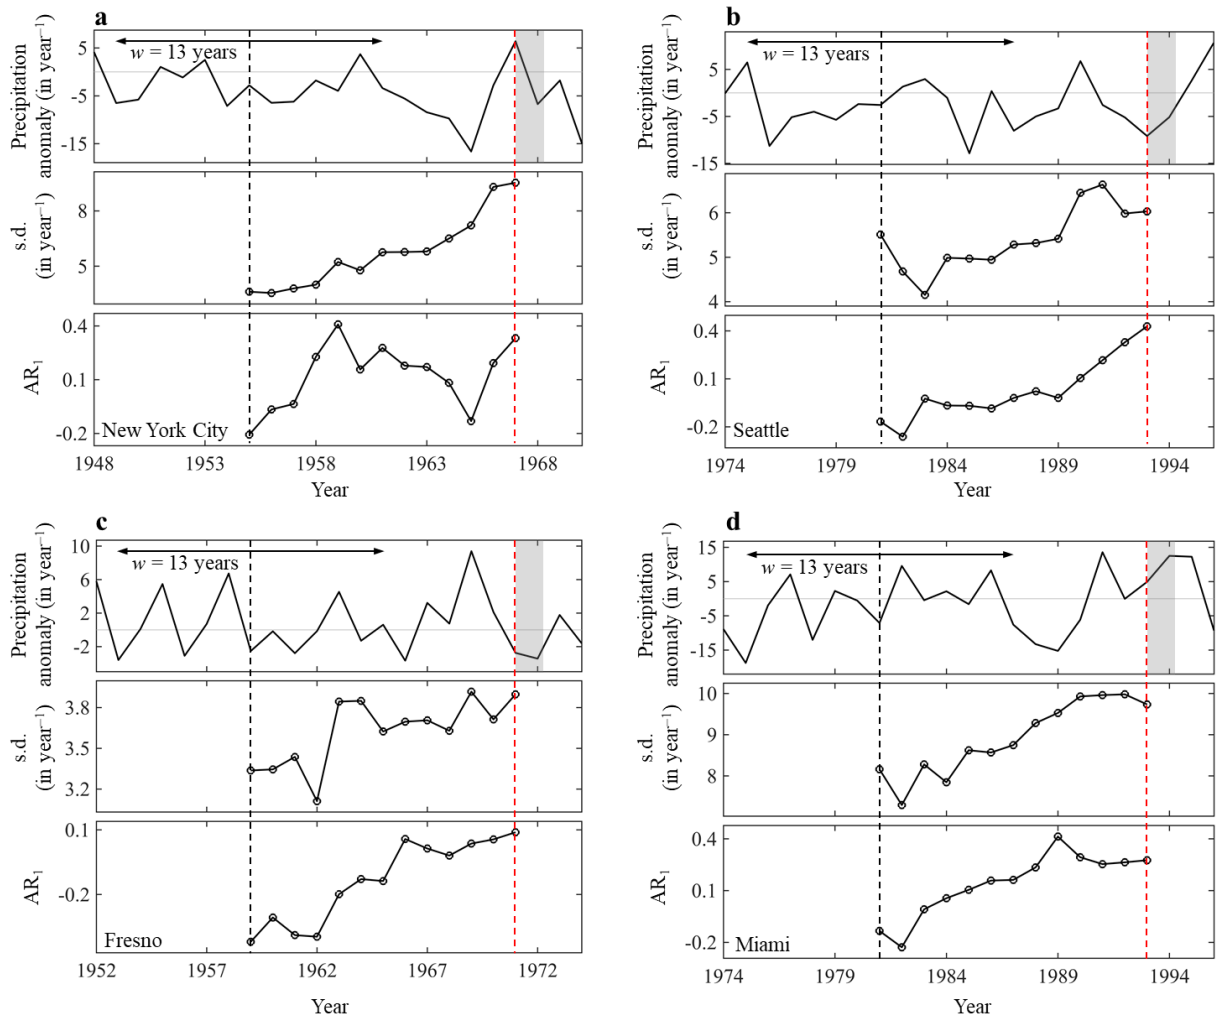 a
Precipitation
anomaly (in year⁻¹)
5
-5
-15
w = 13 years
s.d.
(in year⁻¹)
8
5
AR₁
0.4
0.1
-0.2
New York City
1948 1953 1958 1963 1968
Year
b
Precipitation
anomaly (in year⁻¹)
5
-5
-15
w = 13 years
s.d.
(in year⁻¹)
6
5
4
AR₁
0.4
0.1
-0.2
Seattle
1974 1979 1984 1989 1994
Year
c
Precipitation
anomaly (in year⁻¹)
10
6
2
-2
w = 13 years
s.d.
(in year⁻¹)
3.8
3.5
3.2
AR₁
0.1
-0.2
Fresno
1952 1957 1962 1967 1972
Year
d
Precipitation
anomaly (in year⁻¹)
15
5
-5
-15
w = 13 years
s.d.
(in year⁻¹)
10
9
8
AR₁
0.4
0.1
-0.2
Miami
1974 1979 1984 1989 1994
Year